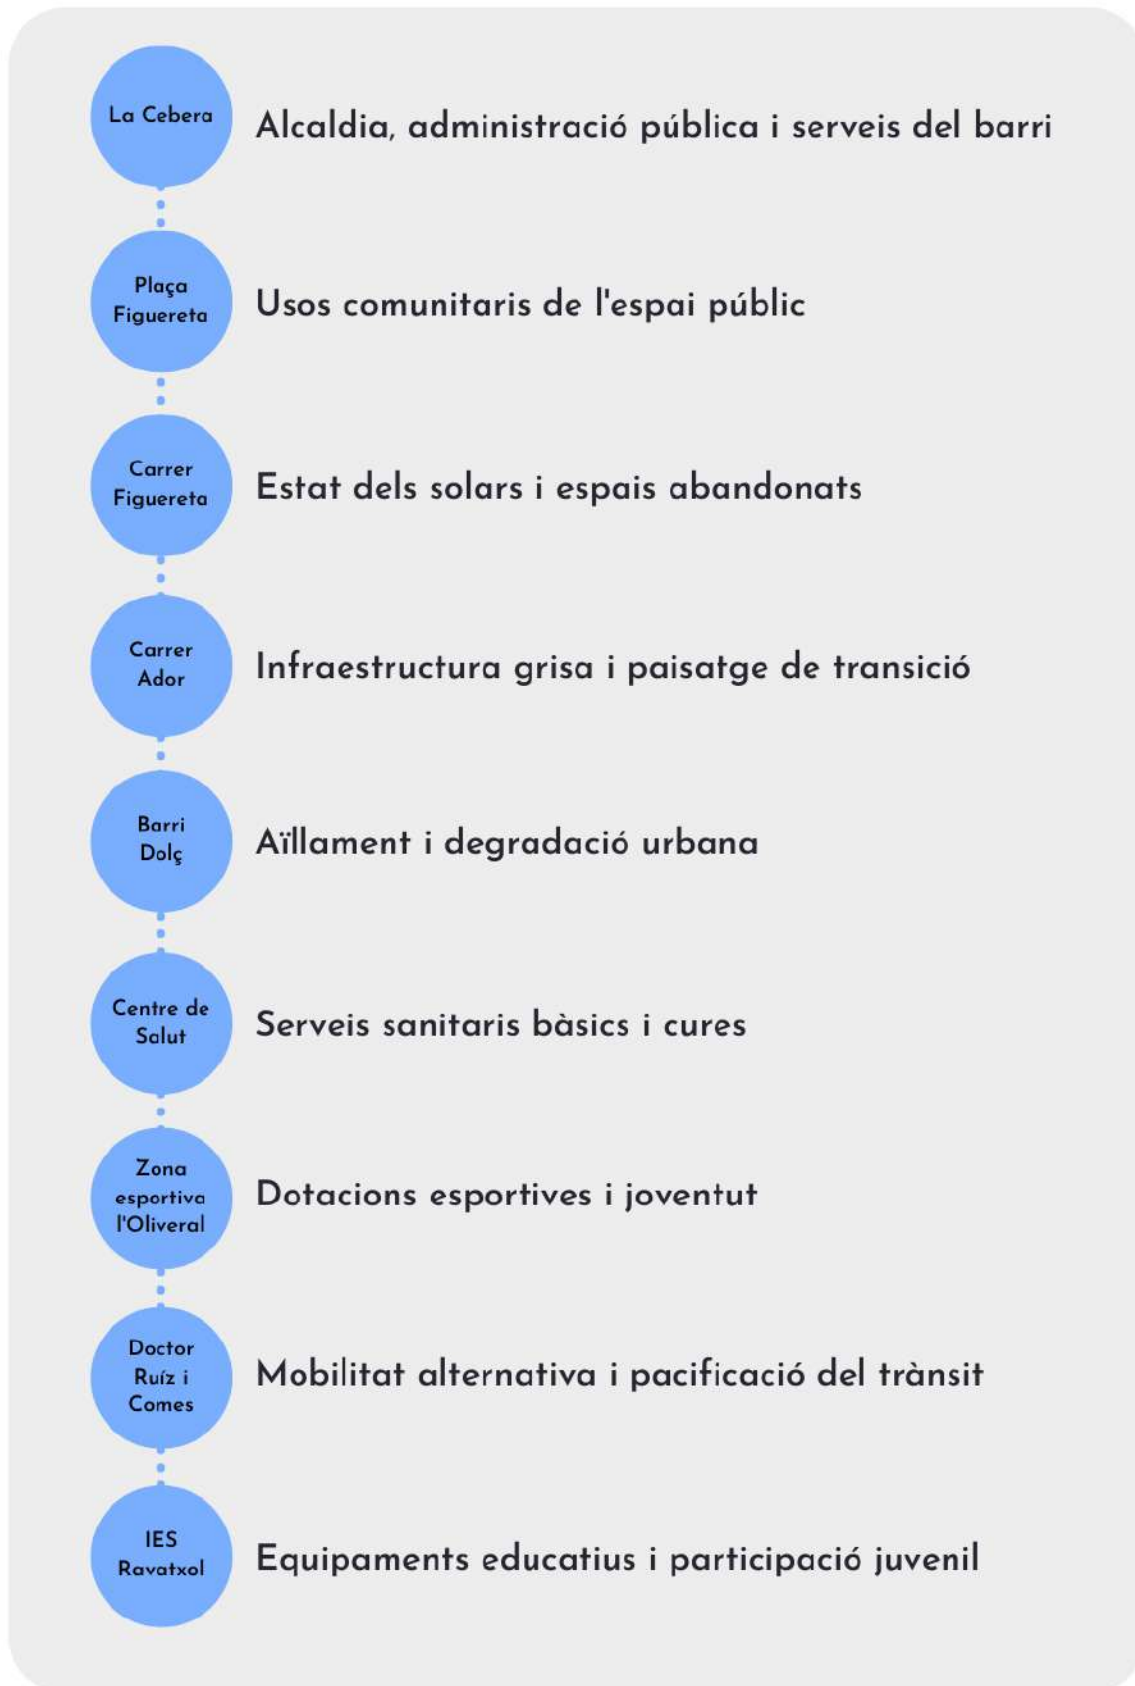 La Cebera
Alcaldia, administració pública i serveis del barri
Plaça
Figuereta
Usos comunitaris de l'espai públic
Carrer
Figuereta
Estat dels solars i espais abandonats
Carrer
Ador
Infraestructura grisa i paisatge de transició
Barri
Dolç
Aïllament i degradació urbana
Centre de
Salut
Serveis sanitaris bàsics i cures
Zona
esportiva
l'Oliveral
Dotacions esportives i joventut
Doctor
Ruíz i
Comes
Mobilitat alternativa i pacificació del trànsit
IES
Ravatxol
Equipaments educatius i participació juvenil